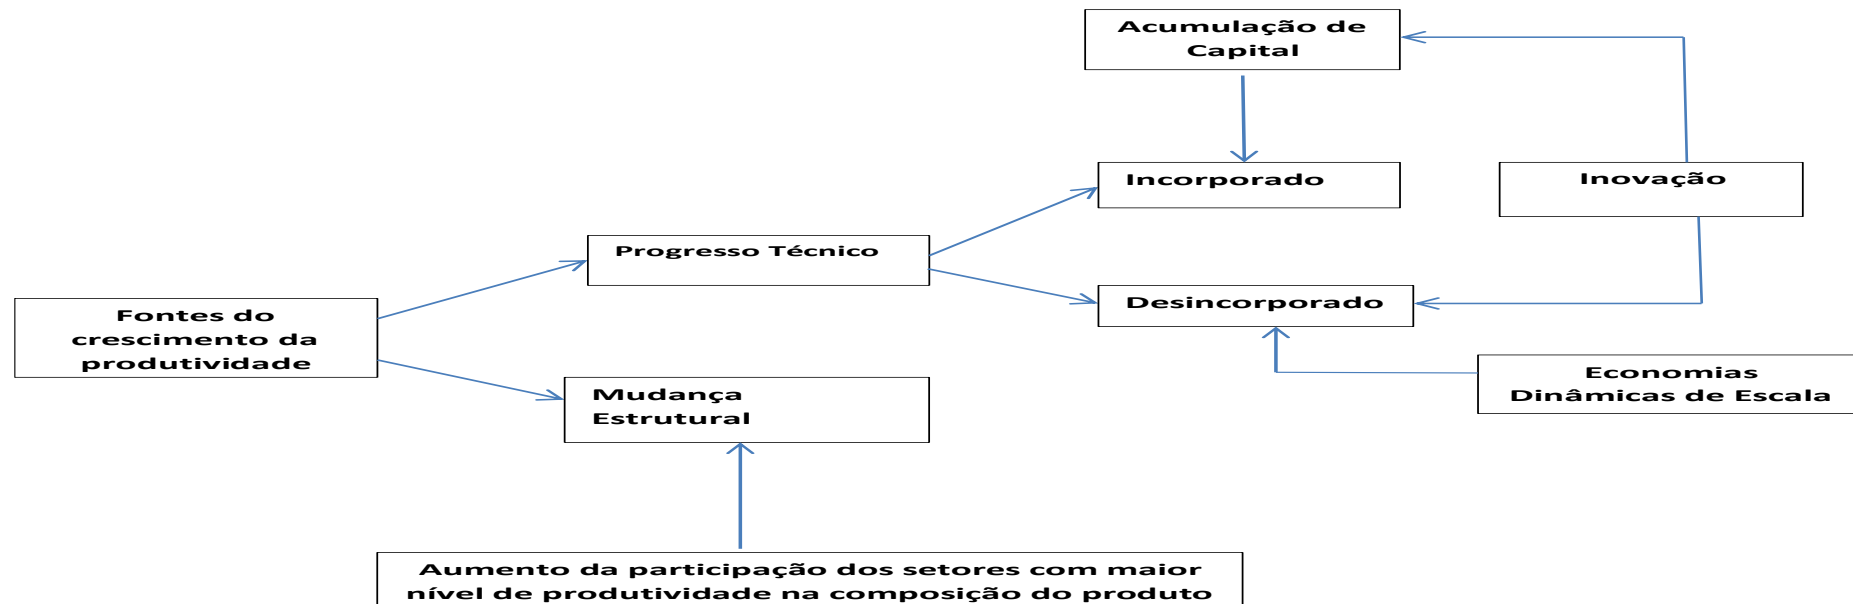 Acumulação de
Capital
Incorporado
Inovação
Progresso Técnico
Desincorporado
Fontes do
crescimento da
produtividade
Economias
Dinâmicas de Escala
Mudança
Estrutural
Aumento da participação dos setores com maior
nível de produtividade na composição do produto